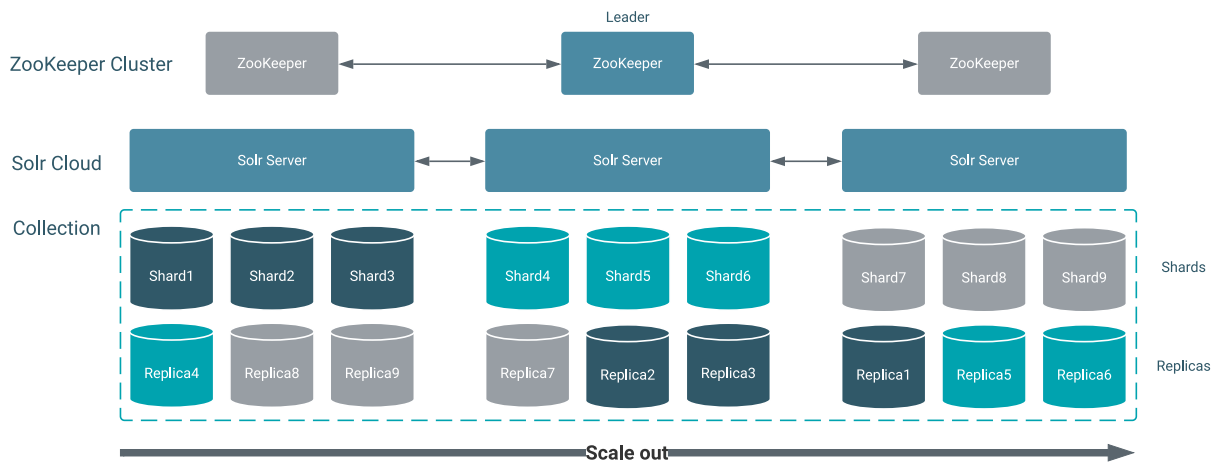 Leader
ZooKeeper Cluster
ZooKeeper
ZooKeeper
ZooKeeper
Solr Cloud
Solr Server
Solr Server
Solr Server
Collection
Shard1
Shard2
Shard3
Shard4
Shard5
Shard6
Shard7
Shard8
Shard9
Shards
Replica4
Replica8
Replica9
Replica7
Replica2
Replica3
Replica1
Replica5
Replica6
Replicas
Scale out